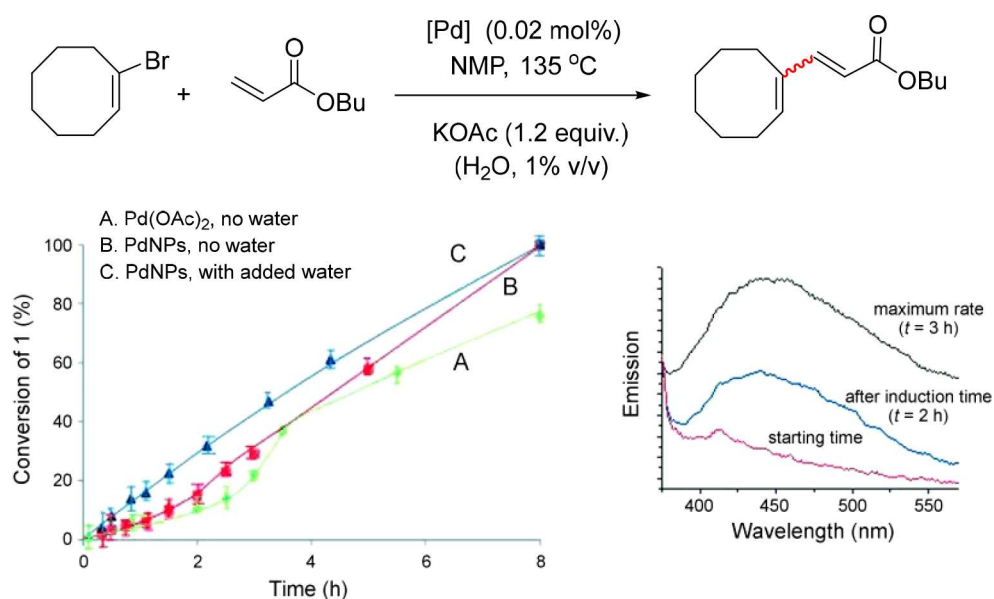 Br
+
O
OBu
[Pd] (0.02 mol%)
NMP, 135 °C
KOAc (1.2 equiv.)
(H₂O, 1% v/v)
O
OBu
A. Pd(OAc)₂, no water
B. PdNPs, no water
C. PdNPs, with added water
Conversion of 1 (%)
100
80
60
40
20
0
0
2
4
6
8
Time (h)
C
B
A
Emission
maximum rate
(t = 3 h)
after induction time
(t = 2 h)
starting time
400
450
500
550
Wavelength (nm)